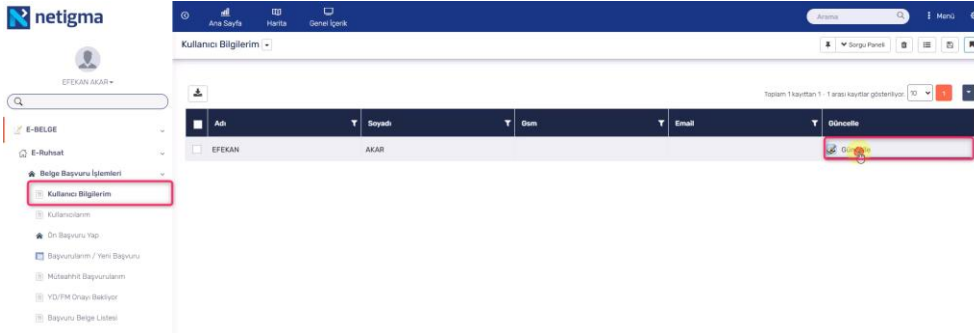 netigma
Ana Sayfa
Harita
Genel İçerik
Arama
Menü
EFEKAN AKAR
Kullanıcı Bilgilerim
Sorgu Paneli
Toplam 1 kayıttan 1 - 1 arası kayıtlar gösteriliyor. 10 1
Adı Soyadı Gsm Email Güncelle
EFEKAN AKAR Güncelle
E-BELGE
E-Ruhsat
Belge Başvuru İşlemleri
Kullanıcı Bilgilerim
Kullanıcılarım
Ön Başvuru Yap
Başvurularım / Yeni Başvuru
Müteahhit Başvurularım
YD/FM Onayı Bekliyor
Başvuru Belge Listesi